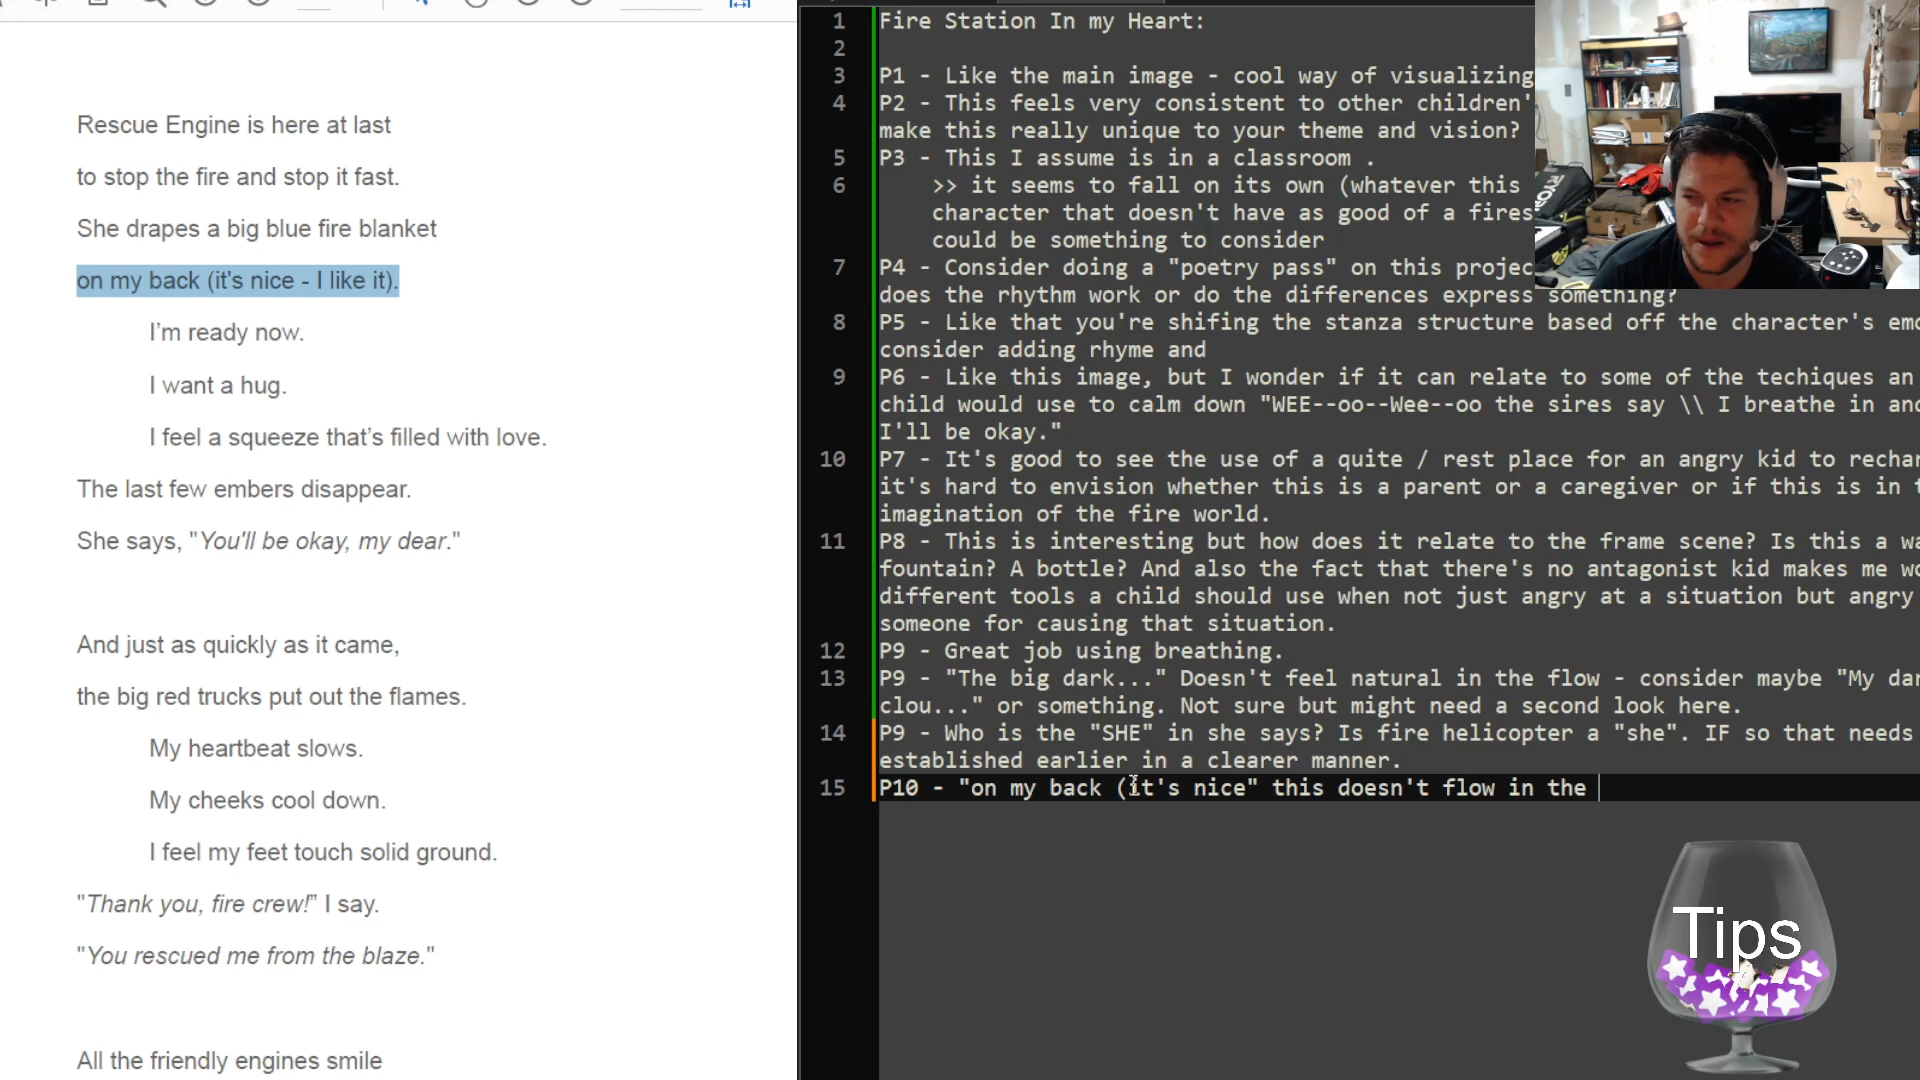 Rescue Engine is here at last
to stop the fire and stop it fast.
She drapes a big blue fire blanket
on my back (it's nice - I like it).
I'm ready now.
I want a hug.
I feel a squeeze that's filled with love.
The last few embers disappear.
She says, "You'll be okay, my dear."
And just as quickly as it came,
the big red trucks put out the flames.
My heartbeat slows.
My cheeks cool down.
I feel my feet touch solid ground.
"Thank you, fire crew!” I say.
"You rescued me from the blaze."
All the friendly engines smile
1 Fire Station In my Heart:
2
3 P1 - Like the main image - cool way of visualizing
4 P2 - This feels very consistent to other children'
make this really unique to your theme and vision?
5 P3 - This I assume is in a classroom .
6 >> it seems to fall on its own (whatever this
character that doesn't have as good of a fires
could be something to consider
7 P4 - Consider doing a "poetry pass" on this projec
does the rhythm work or do the differences express something?
8 P5 - Like that you're shifing the stanza structure based off the character's emo
consider adding rhyme and
9 P6 - Like this image, but I wonder if it can relate to some of the techiques an
child would use to calm down "WEE--oo--Wee--oo the sires say \\ I breathe in and
I'll be okay."
10 P7 - It's good to see the use of a quite / rest place for an angry kid to rechar
it's hard to envision whether this is a parent or a caregiver or if this is in t
imagination of the fire world.
11 P8 - This is interesting but how does it relate to the frame scene? Is this a wa
fountain? A bottle? And also the fact that there's no antagonist kid makes me wo
different tools a child should use when not just angry at a situation but angry
someone for causing that situation.
12 P9 - Great job using breathing.
13 P9 - "The big dark..." Doesn't feel natural in the flow - consider maybe "My dar
clou..." or something. Not sure but might need a second look here.
14 P9 - Who is the "SHE" in she says? Is fire helicopter a "she". IF so that needs
established earlier in a clearer manner.
15 P10 - "on my back (it's nice" this doesn't flow in the
RYOBI
Tips